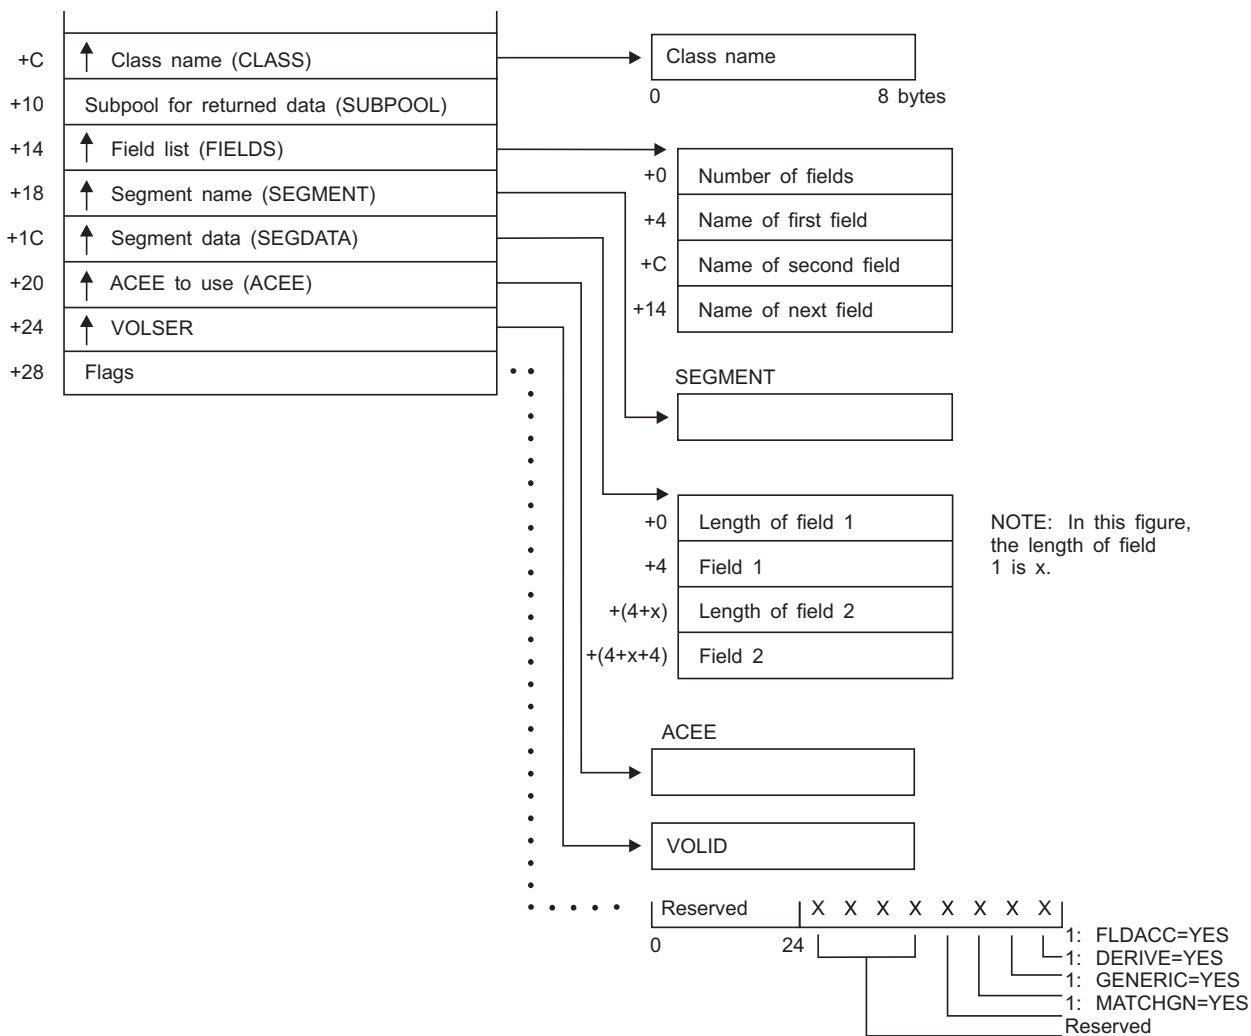 +C ↑ Class name (CLASS)
Class name
0 8 bytes
+10 Subpool for returned data (SUBPOOL)
+14 ↑ Field list (FIELDS)
+0 Number of fields
+4 Name of first field
+C Name of second field
+14 Name of next field
+18 ↑ Segment name (SEGMENT)
+1C ↑ Segment data (SEGDATA)
+20 ↑ ACEE to use (ACEE)
+24 ↑ VOLSER
+28 Flags
SEGMENT
+0 Length of field 1
+4 Field 1
+(4+x) Length of field 2
+(4+x+4) Field 2
NOTE: In this figure,
the length of field
1 is x.
ACEE
VOLID
Reserved X X X X X X X X
0 24
1: FLDACC=YES
1: DERIVE=YES
1: GENERIC=YES
1: MATCHGN=YES
Reserved